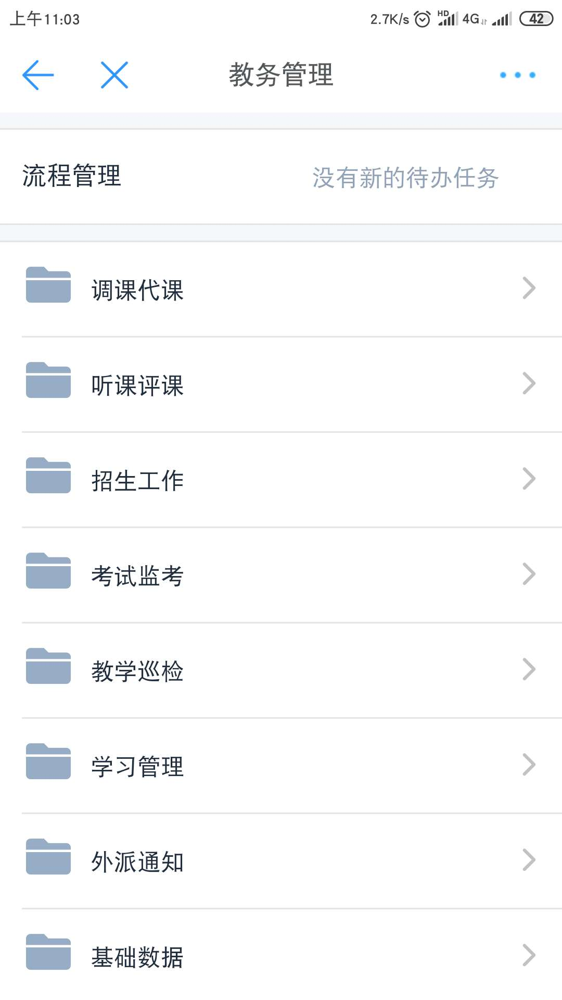 上午11:03 2.7K/s HD 4G 42
教务管理
流程管理 没有新的待办任务
调课代课
听课评课
招生工作
考试监考
教学巡检
学习管理
外派通知
基础数据